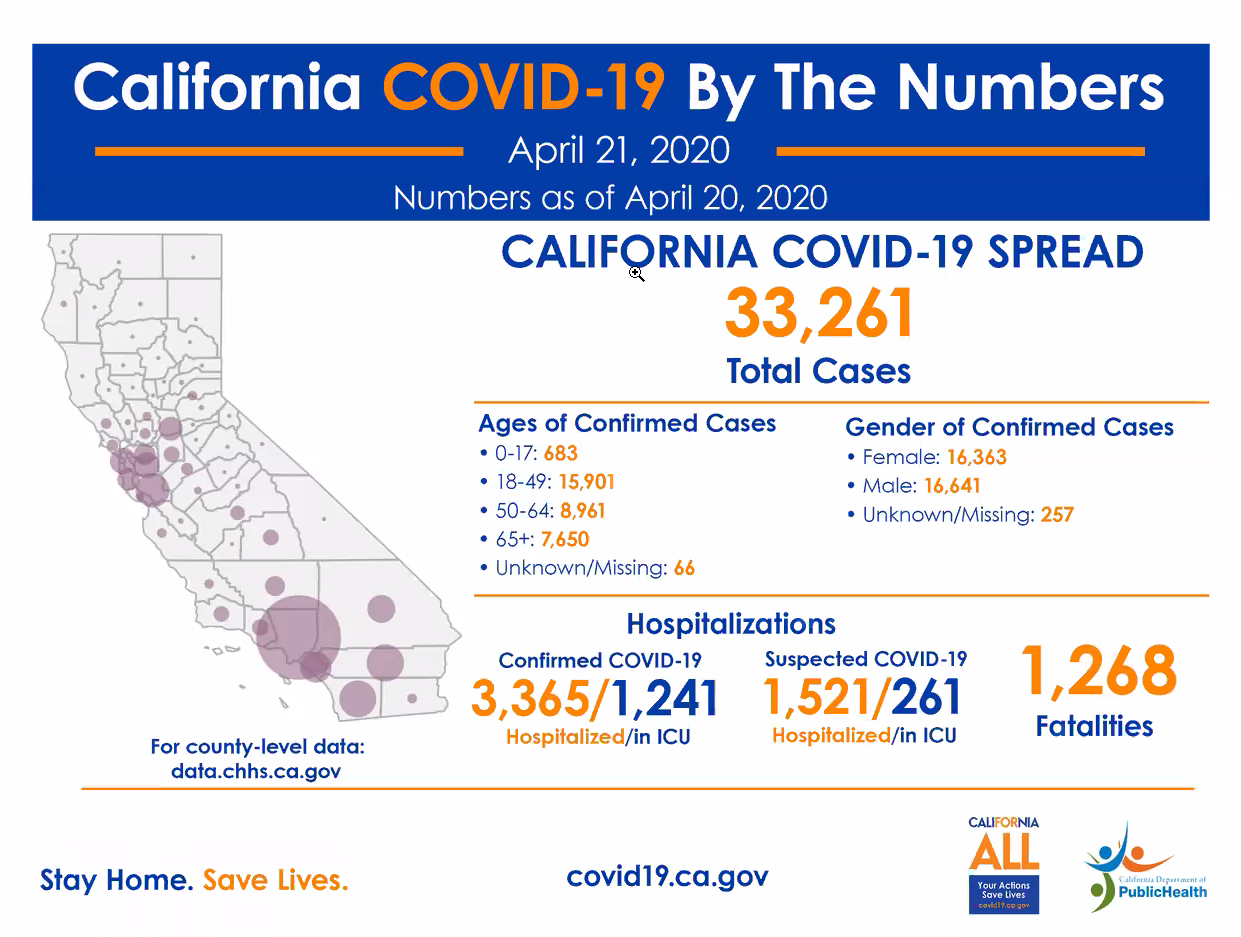 California COVID-19 By The Numbers
April 21, 2020
Numbers as of April 20, 2020
CALIFORNIA COVID-19 SPREAD
33,261
Total Cases
Ages of Confirmed Cases
• 0-17: 683
• 18-49: 15,901
• 50-64: 8,961
• 65+: 7,650
• Unknown/Missing: 66
Gender of Confirmed Cases
• Female: 16,363
• Male: 16,641
• Unknown/Missing: 257
Hospitalizations
Confirmed COVID-19
3,365/1,241
Hospitalized/in ICU
Suspected COVID-19
1,521/261
Hospitalized/in ICU
1,268
Fatalities
For county-level data:
data.chhs.ca.gov
Stay Home. Save Lives.
covid19.ca.gov
CALIFORNIA
ALL
Your Actions
Save Lives
covid19.ca.gov
California Department of
PublicHealth